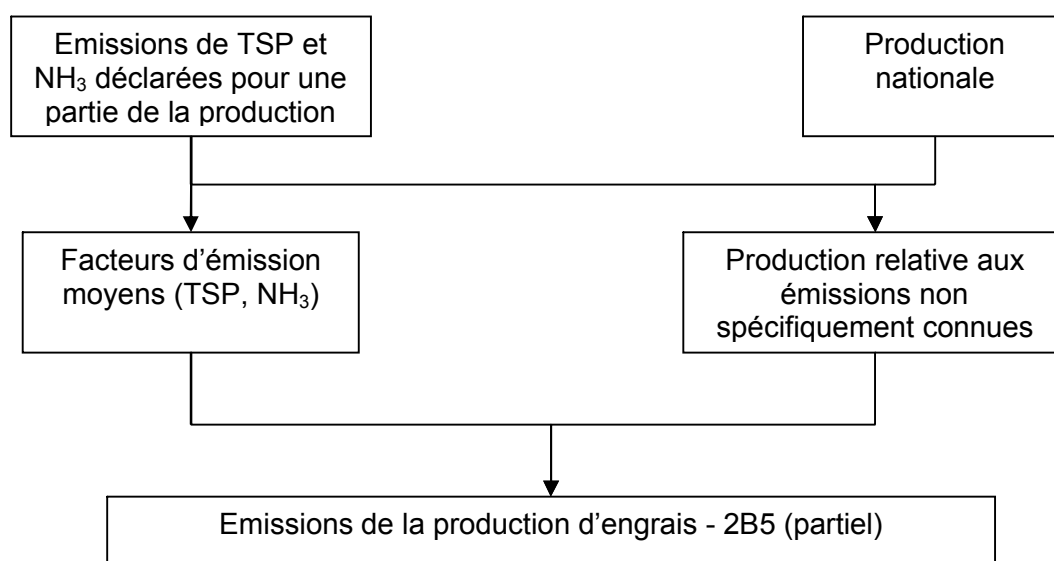 Emissions de TSP et
NH₃ déclarées pour une
partie de la production
Production
nationale
Facteurs d’émission
moyens (TSP, NH₃)
Production relative aux
émissions non
spécifiquement connues
Emissions de la production d’engrais - 2B5 (partiel)